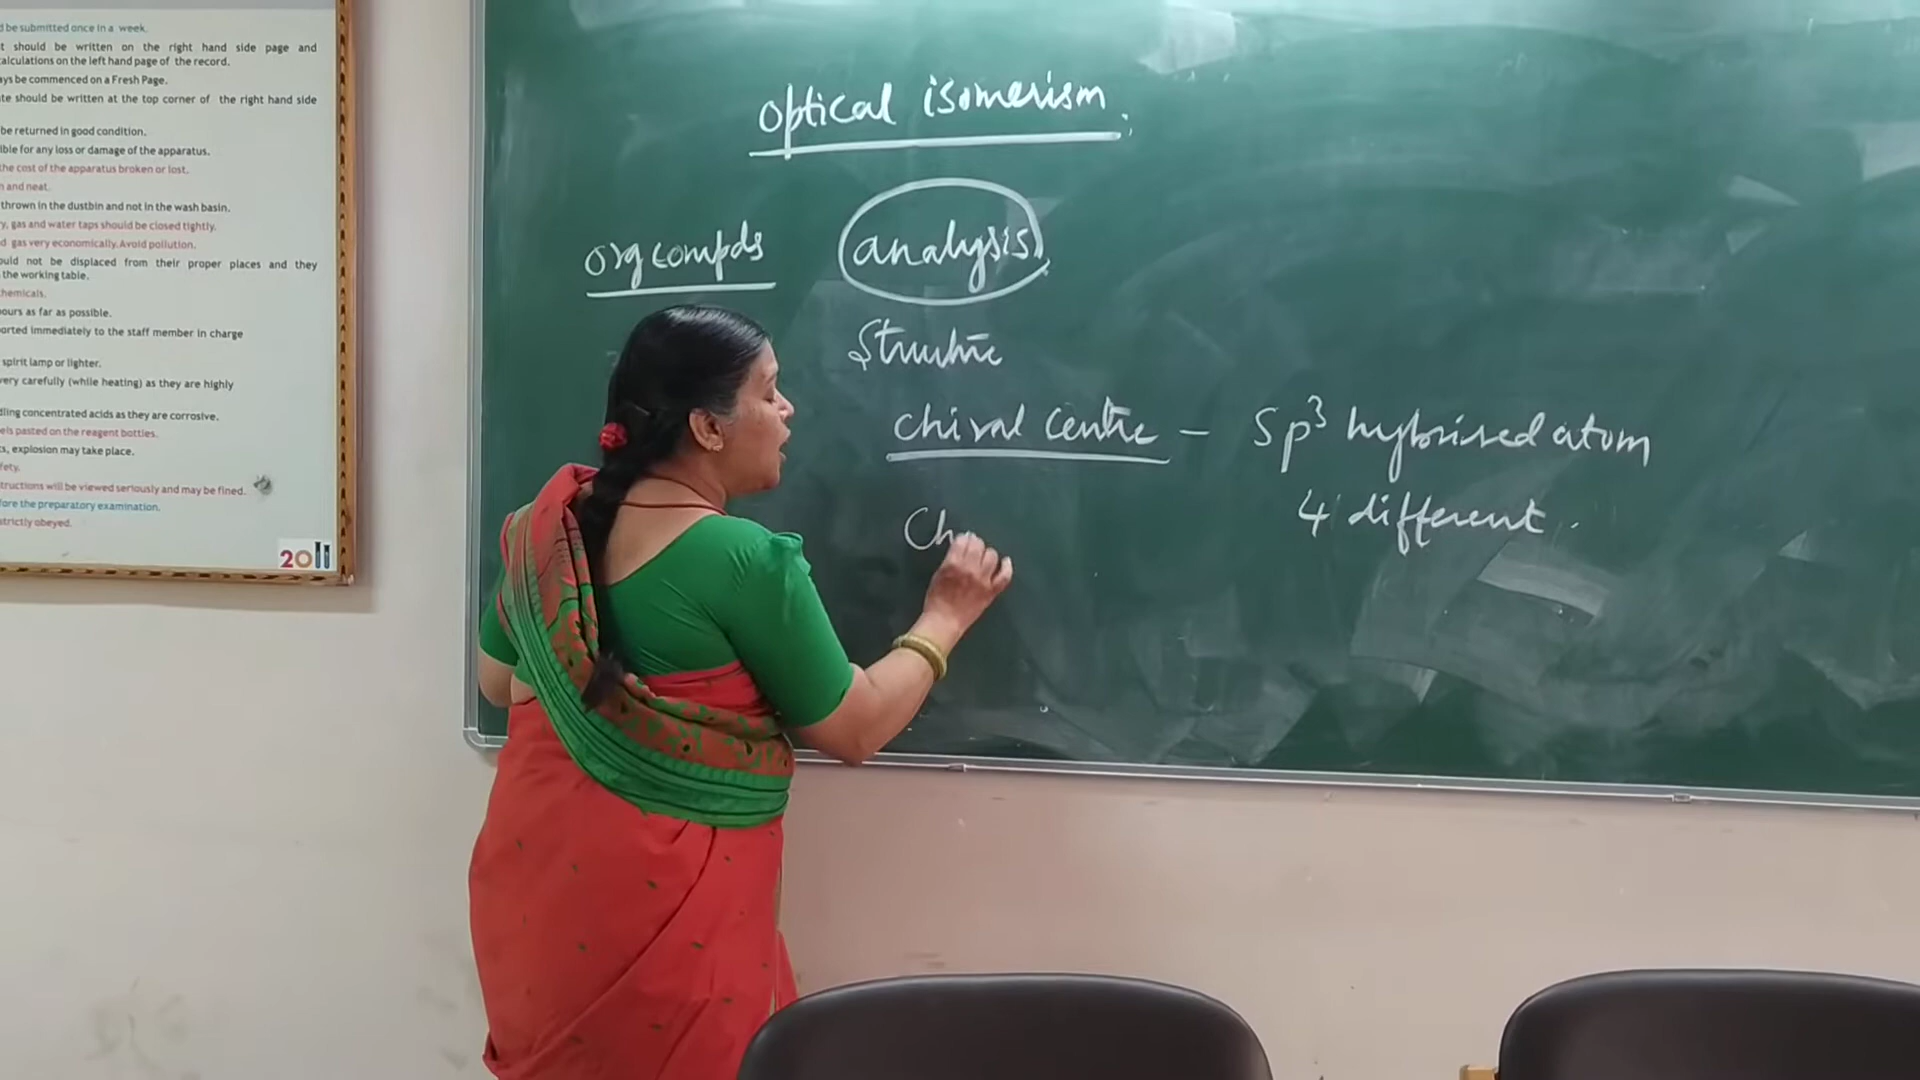 d be submitted once in a week.
t should be written on the right hand side page and
calculations on the left hand page of the record.
ays be commenced on a Fresh Page.
te should be written at the top corner of the right hand side
be returned in good condition.
ible for any loss or damage of the apparatus.
the cost of the apparatus broken or lost.
n and neat.
thrown in the dustbin and not in the wash basin.
y, gas and water taps should be closed tightly.
d gas very economically. Avoid pollution.
ould not be displaced from their proper places and they
the working table.
hemicals.
ours as far as possible.
orted immediately to the staff member in charge
spirit lamp or lighter.
very carefully (while heating) as they are highly
dling concentrated acids as they are corrosive.
els pasted on the reagent bottles.
s, explosion may take place.
fety.
tructions will be viewed seriously and may be fined.
fore the preparatory examination.
strictly obeyed.
2011
optical isomerism
org compds analysis
Structure
chiral centre - Sp³ hybrised atom
4 different
Ch